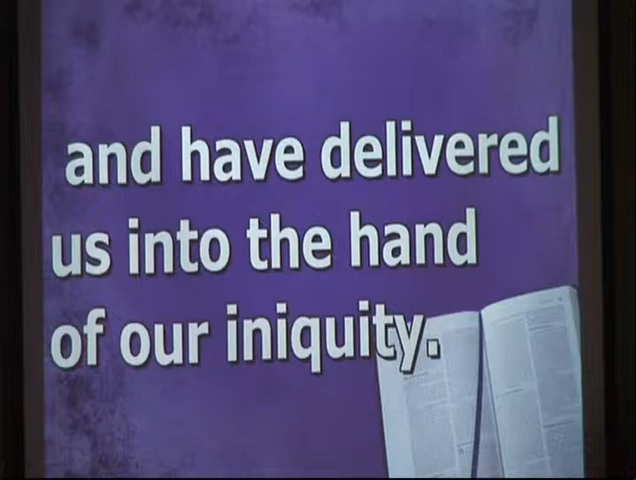 and have delivered
us into the hand
of our iniquity.